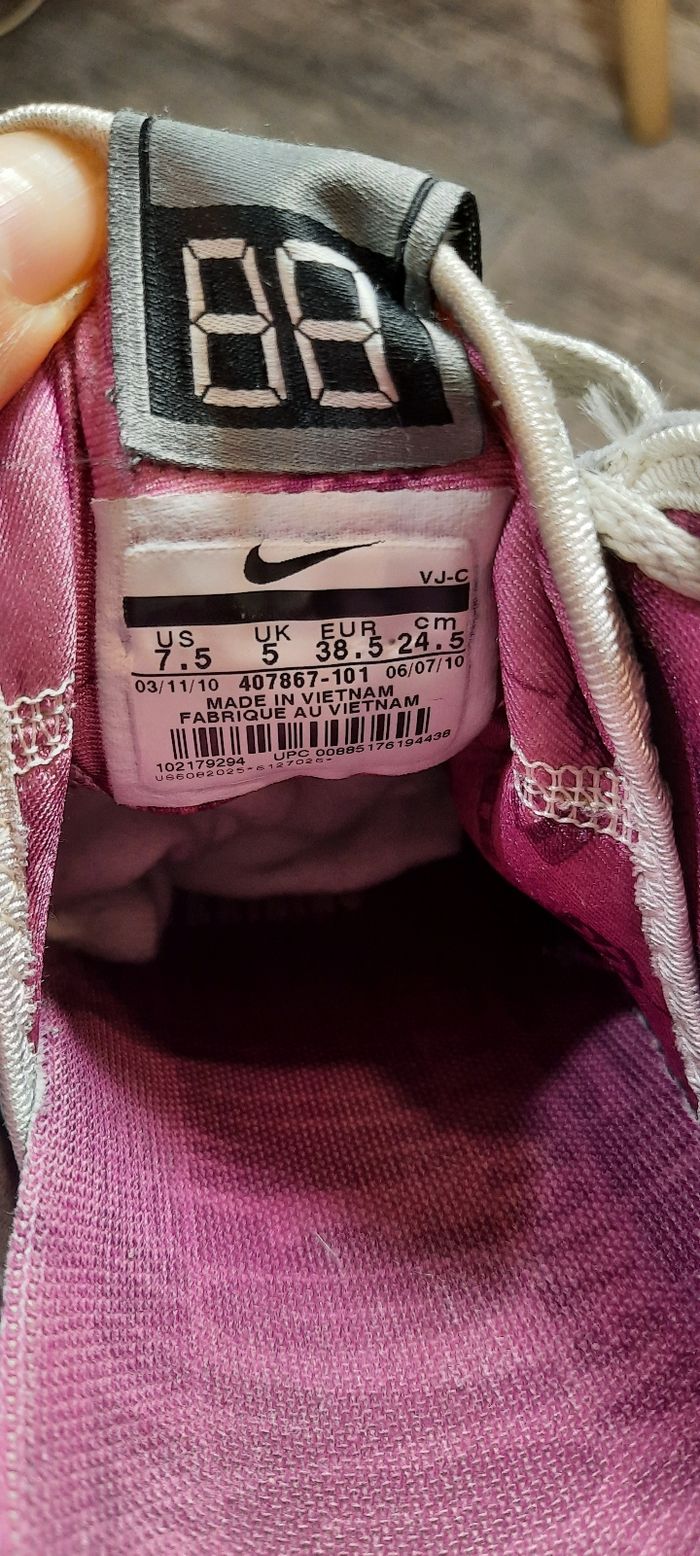 88
VJ-C
US UK EUR cm
7.5 5 38.5 24.5
03/11/10 407867-101 06/07/10
MADE IN VIETNAM
FABRIQUE AU VIETNAM
102179294 UPC 00885176194438